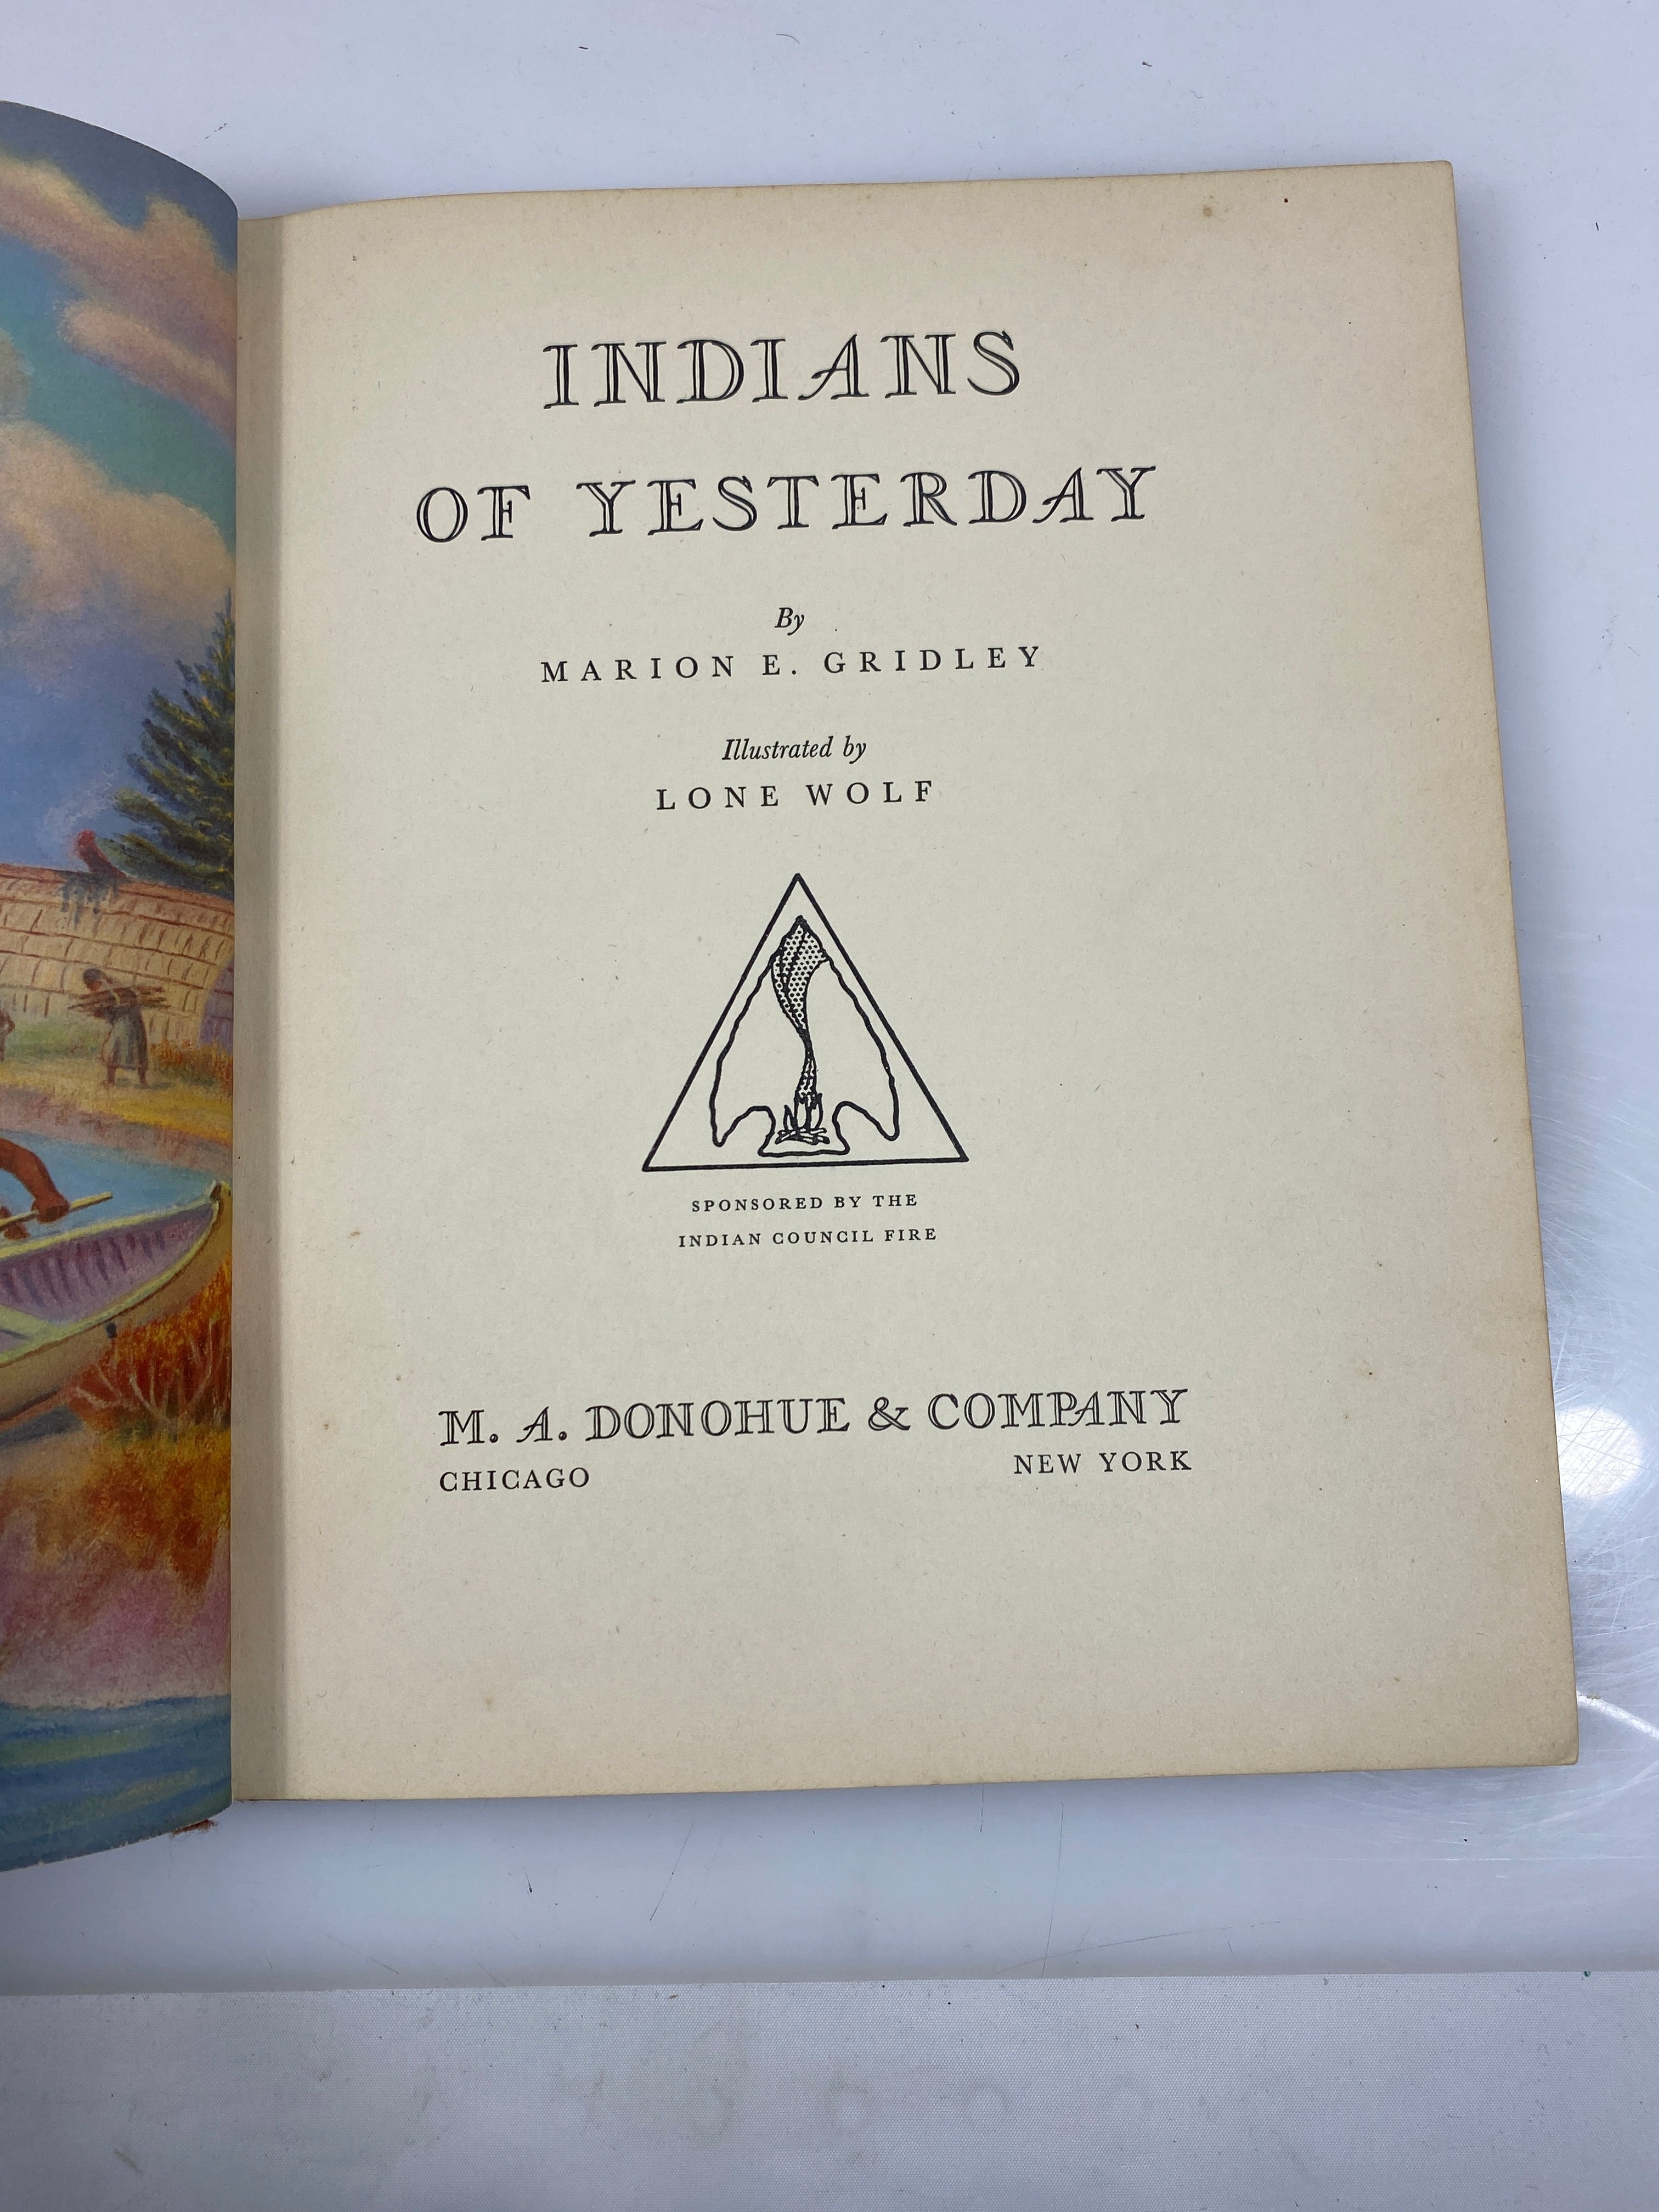 INDIANS
OF YESTERDAY
By
MARION E. GRIDLEY
Illustrated by
LONE WOLF
SPONSORED BY THE
INDIAN COUNCIL FIRE
M. A. DONOHUE & COMPANY
CHICAGO NEW YORK